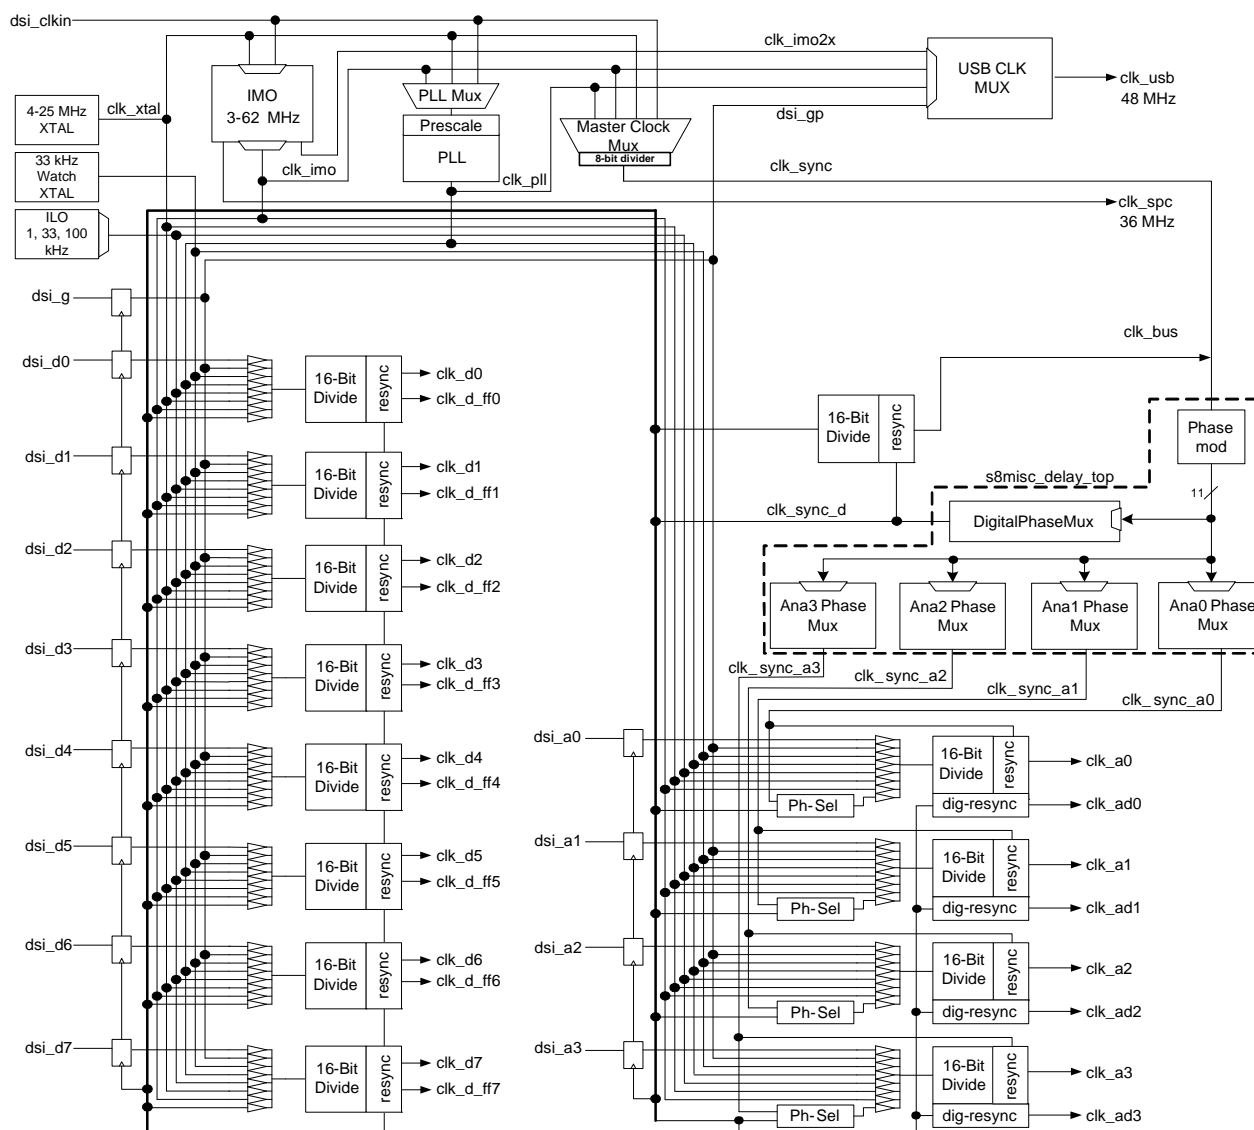 dsi_clkin
clk_imo2x
USB CLK
MUX
clk_usb
48 MHz
4-25 MHz
XTAL
clk_xtal
IMO
3-62 MHz
PLL Mux
Prescale
PLL
Master Clock
Mux
8-bit divider
dsi_gp
33 kHz
Watch
XTAL
clk_imo
clk_pll
clk_sync
ILO
1, 33, 100
kHz
clk_spc
36 MHz
dsi_g
clk_bus
dsi_d0
16-Bit
Divide
resync
clk_d0
clk_d_ff0
16-Bit
Divide
resync
Phase
mod
dsi_d1
16-Bit
Divide
resync
clk_d1
clk_d_ff1
s8misc_delay_top
11
clk_sync_d
DigitalPhaseMux
dsi_d2
16-Bit
Divide
resync
clk_d2
clk_d_ff2
Ana3 Phase
Mux
Ana2 Phase
Mux
Ana1 Phase
Mux
Ana0 Phase
Mux
dsi_d3
16-Bit
Divide
resync
clk_d3
clk_d_ff3
clk_sync_a3
clk_sync_a2
clk_sync_a1
clk_sync_a0
dsi_d4
16-Bit
Divide
resync
clk_d4
clk_d_ff4
dsi_a0
Ph-Sel
16-Bit
Divide
resync
dig-resync
clk_a0
clk_ad0
dsi_d5
16-Bit
Divide
resync
clk_d5
clk_d_ff5
dsi_a1
Ph-Sel
16-Bit
Divide
resync
dig-resync
clk_a1
clk_ad1
dsi_d6
16-Bit
Divide
resync
clk_d6
clk_d_ff6
dsi_a2
Ph-Sel
16-Bit
Divide
resync
dig-resync
clk_a2
clk_ad2
dsi_d7
16-Bit
Divide
resync
clk_d7
clk_d_ff7
dsi_a3
Ph-Sel
16-Bit
Divide
resync
dig-resync
clk_a3
clk_ad3